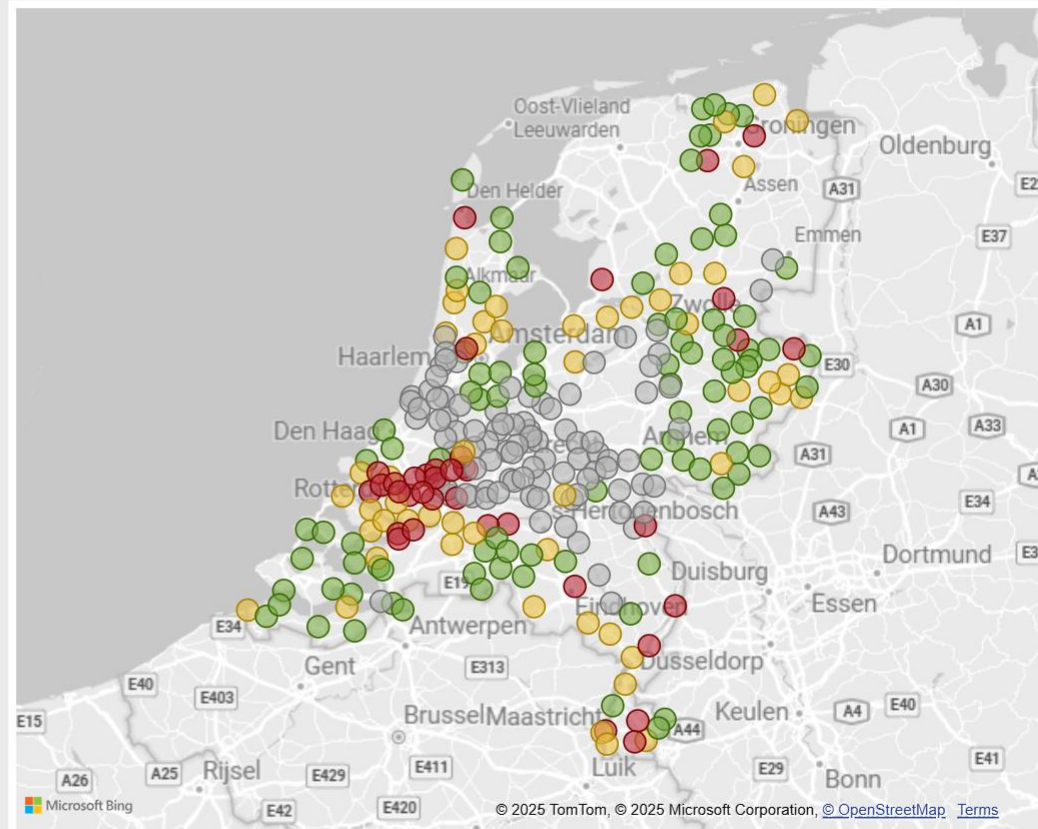 Oost-Vlieland
Leeuwarden
Groningen
Oldenburg
E2
Den Helder
Assen
A31
Emmen
E37
Alkmaar
Zwolle
Amsterdam
A1
Haarlem
E30
A30
Den Haag
Arnhem
A1
A33
A31
Rotte
E34
s-Hertogenbosch
A43
Dortmund
E3
E19
Duisburg
Essen
Eindhoven
E34
Antwerpen
Gent
E313
Dusseldorp
E40
E403
Brussel
Maastricht
Keulen
A4
E40
E15
A44
A26
A25
Rijsel
E429
E411
Luik
E29
Bonn
E41
Microsoft Bing
E42
E420
© 2025 TomTom, © 2025 Microsoft Corporation, © OpenStreetMap Terms